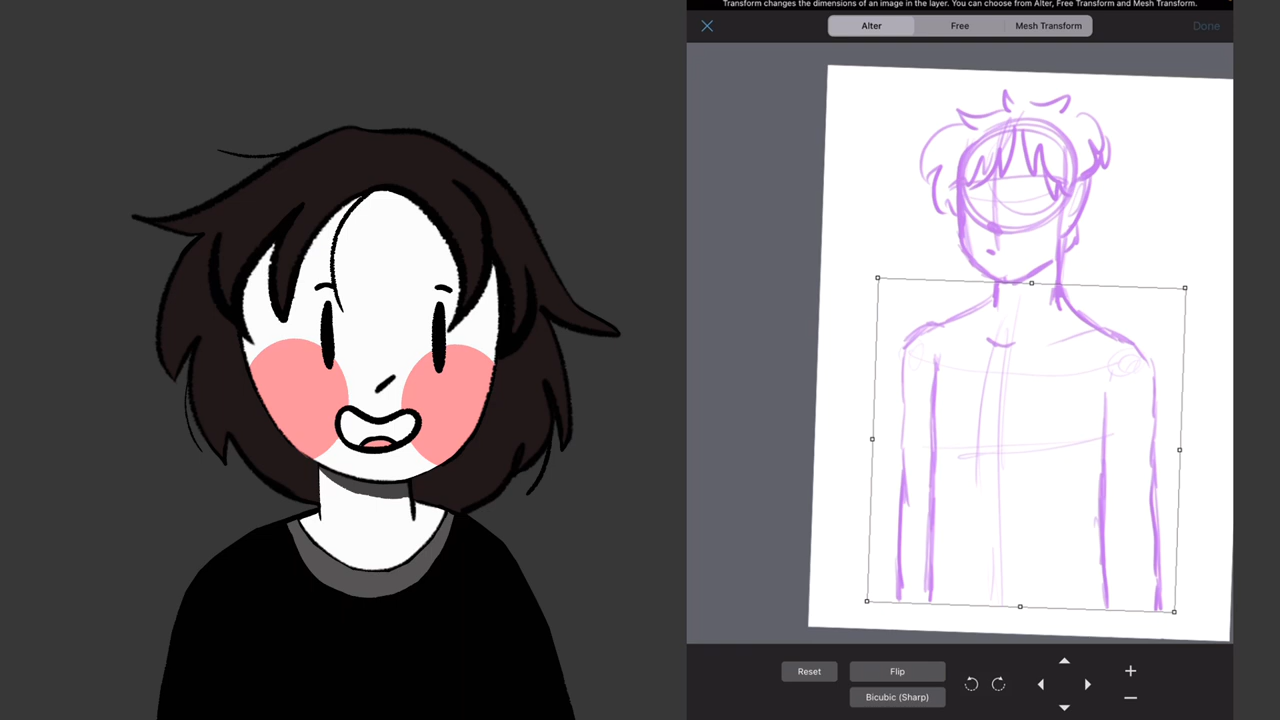 Transform changes the dimensions of an image in the layer. You can choose from Alter, Free Transform and Mesh Transform.
Alter
Free
Mesh Transform
Done
Reset
Flip
Bicubic (Sharp)